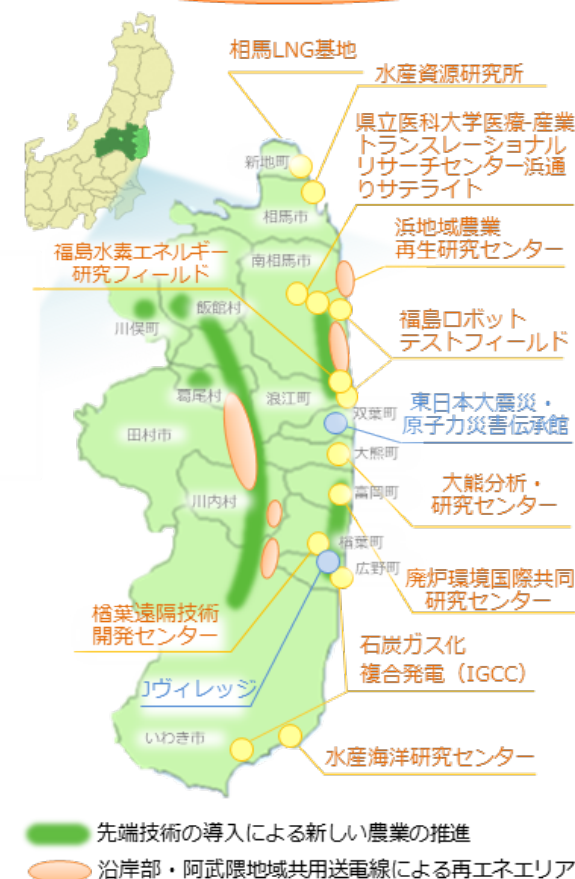 相馬LNG基地
水産資源研究所
県立医科大学医療-産業
トランスレーショナル
リサーチセンター浜通
りサテライト
新地町
相馬市
浜地域農業
再生研究センター
福島水素エネルギー
研究フィールド
南相馬市
飯館村
川俣町
福島ロボット
テストフィールド
葛尾村
浪江町
双葉町
東日本大震災・
原子力災害伝承館
田村市
大熊町
大熊分析・
研究センター
川内村
富岡町
楢葉町
広野町
廃炉環境国際共同
研究センター
楢葉遠隔技術
開発センター
石炭ガス化
複合発電（IGCC）
Jヴィレッジ
いわき市
水産海洋研究センター
先端技術の導入による新しい農業の推進
沿岸部・阿武隈地域共用送電線による再エネエリア